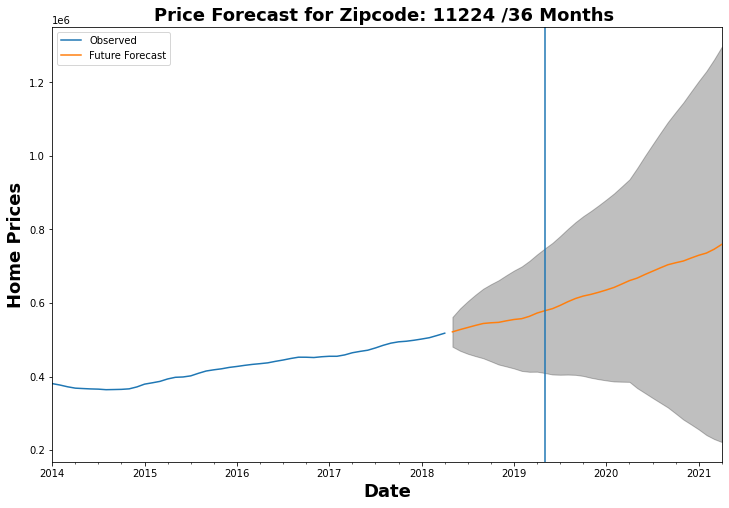 Price Forecast for Zipcode: 11224 /36 Months
1e6
Observed
Future Forecast
1.2
1.0
0.8
0.6
0.4
0.2
Home Prices
2014 2015 2016 2017 2018 2019 2020 2021
Date